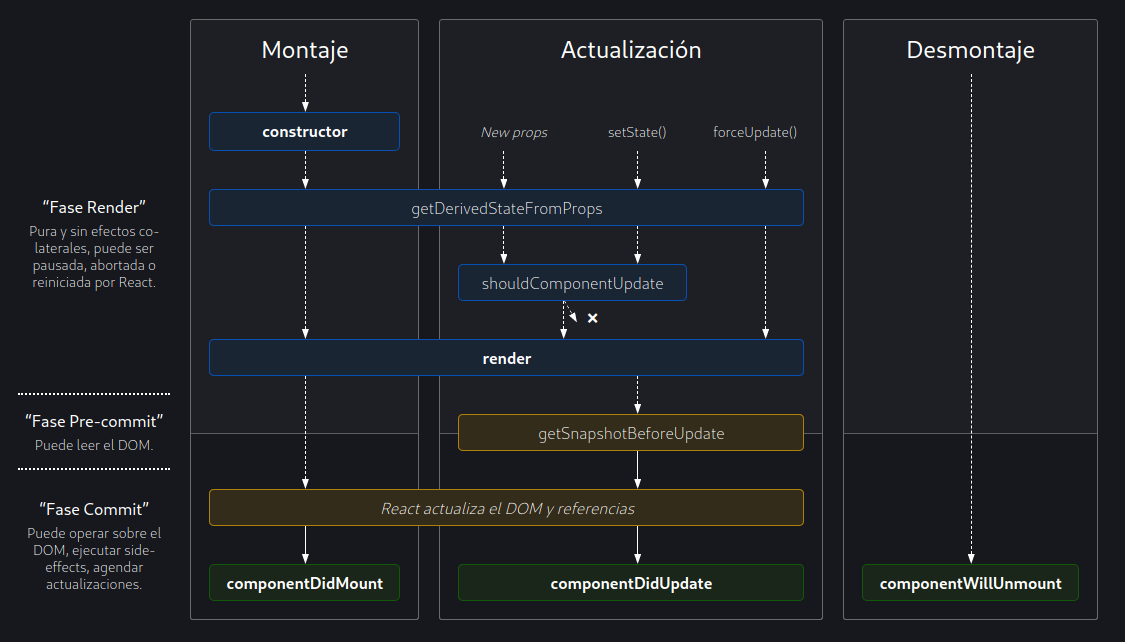 Montaje
Actualización
Desmontaje
constructor
New props
setState()
forceUpdate()
“Fase Render”
Pura y sin efectos co-
laterales, puede ser
pausada, abortada o
reiniciada por React.
getDerivedStateFromProps
shouldComponentUpdate
render
“Fase Pre-commit”
Puede leer el DOM.
getSnapshotBeforeUpdate
“Fase Commit”
Puede operar sobre el
DOM, ejecutar side-
effects, agendar
actualizaciones.
React actualiza el DOM y referencias
componentDidMount
componentDidUpdate
componentWillUnmount